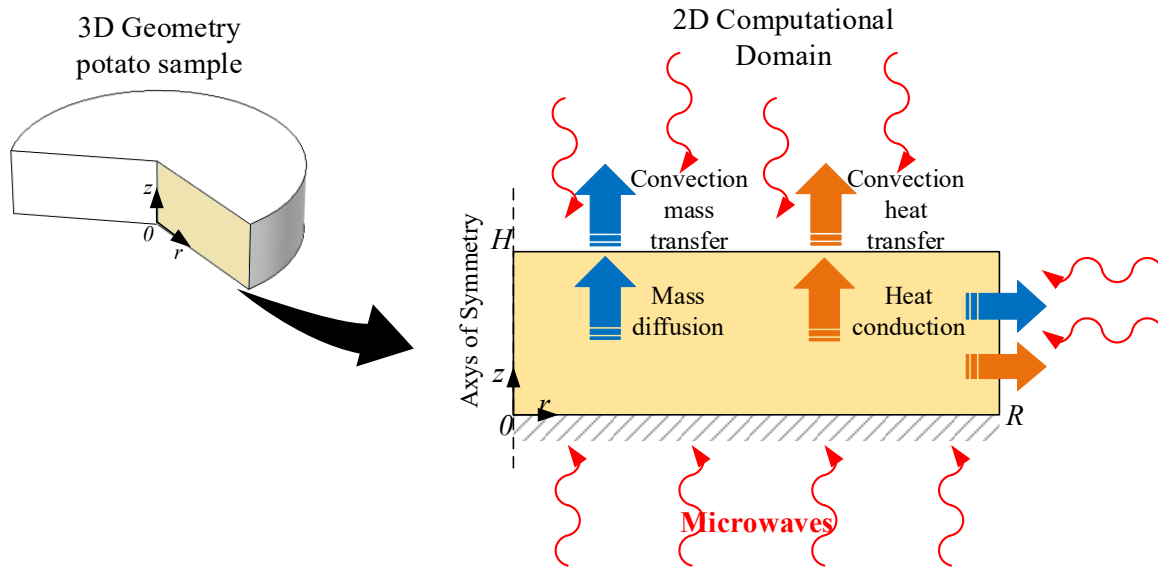 3D Geometry
potato sample
z
0
r
2D Computational
Domain
Convection
mass
transfer
Convection
heat
transfer
H
Mass
diffusion
Heat
conduction
Axys of Symmetry
z
r
0
R
Microwaves